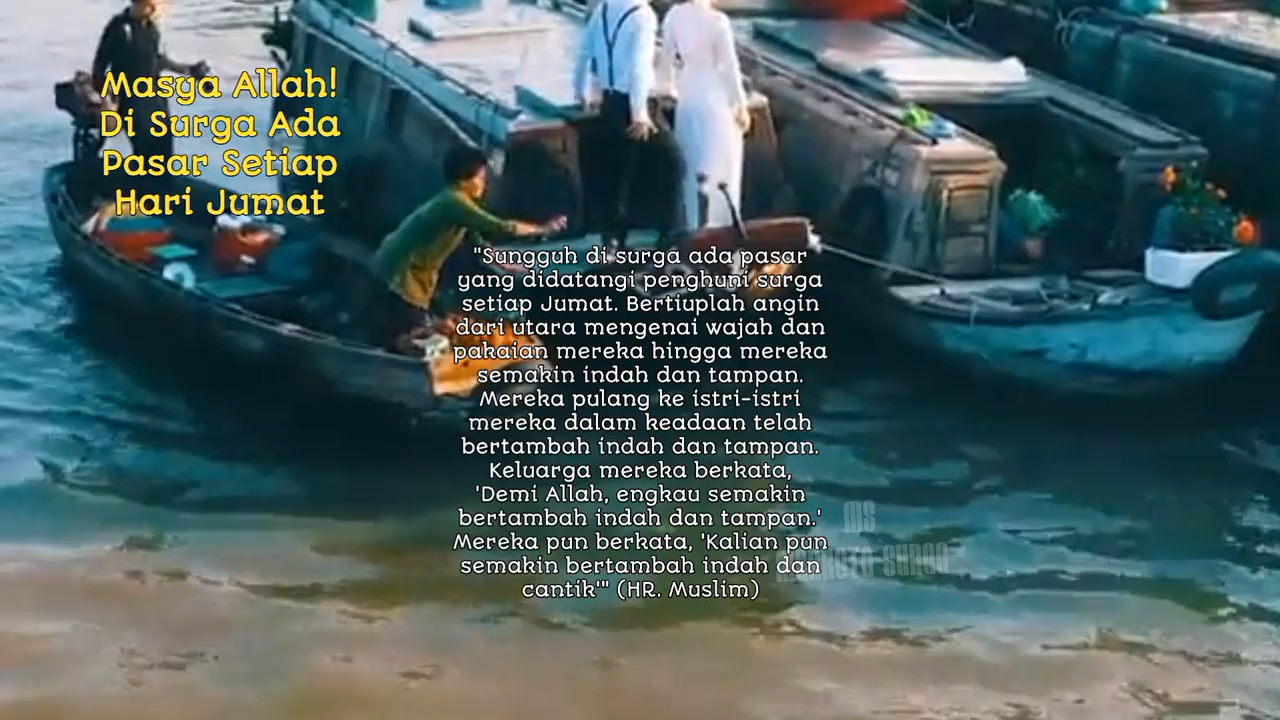 Masya Allah!
Di Surga Ada
Pasar Setiap
Hari Jumat
"Sungguh di surga ada pasar
yang didatangi penghuni surga
setiap Jumat. Bertiuplah angin
dari utara mengenai wajah dan
pakaian mereka hingga mereka
semakin indah dan tampan.
Mereka pulang ke istri-istri
mereka dalam keadaan telah
bertambah indah dan tampan.
Keluarga mereka berkata,
'Demi Allah, engkau semakin
bertambah indah dan tampan.'
Mereka pun berkata, 'Kalian pun
semakin bertambah indah dan
cantik'" (HR. Muslim)
MS